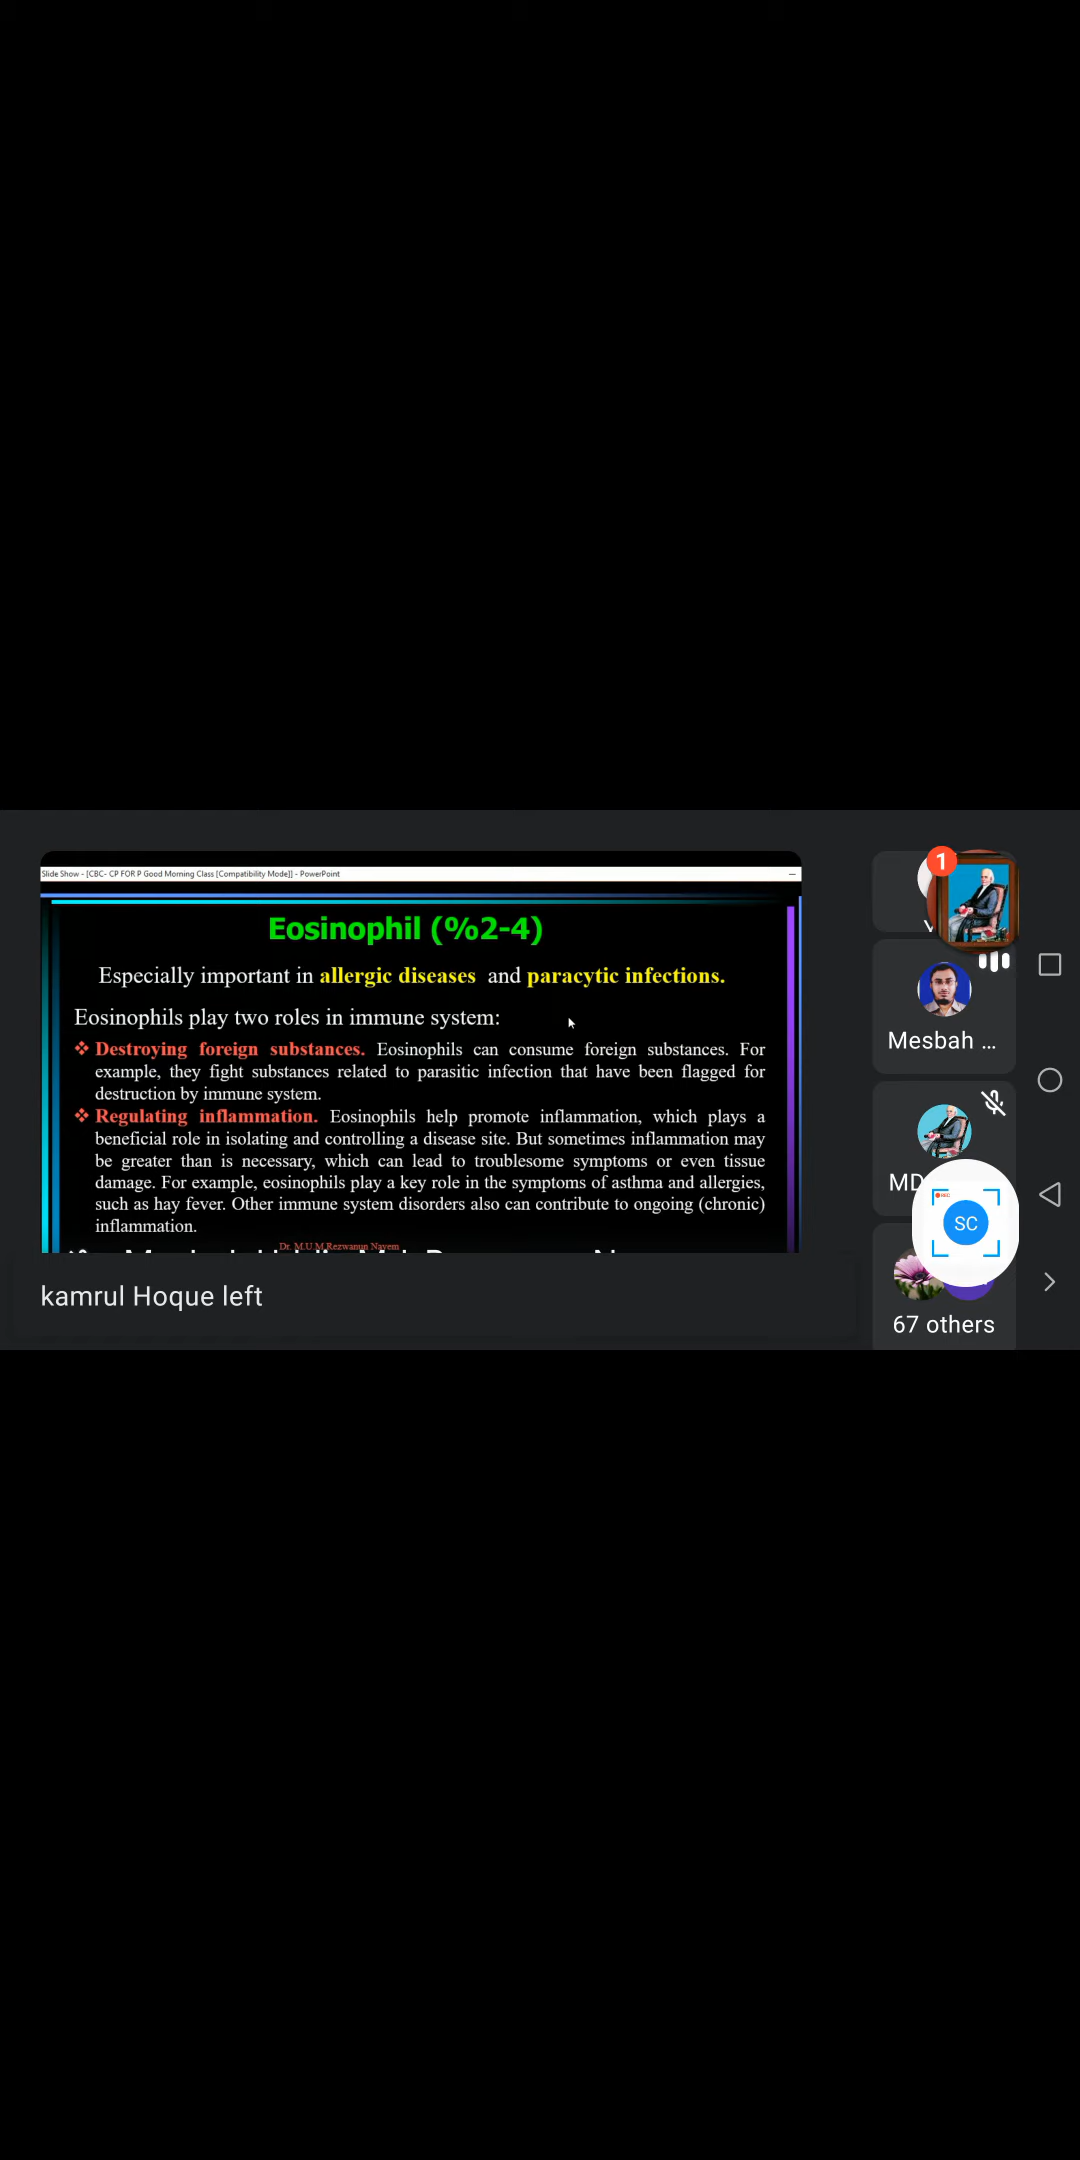 Slide Show - [CBC- CP FOR P Good Morning Class [Compatibility Mode]] - PowerPoint
Eosinophil (%2-4)
Especially important in allergic diseases and paracytic infections.
Eosinophils play two roles in immune system:
❖ Destroying foreign substances. Eosinophils can consume foreign substances. For
example, they fight substances related to parasitic infection that have been flagged for
destruction by immune system.
❖ Regulating inflammation. Eosinophils help promote inflammation, which plays a
beneficial role in isolating and controlling a disease site. But sometimes inflammation may
be greater than is necessary, which can lead to troublesome symptoms or even tissue
damage. For example, eosinophils play a key role in the symptoms of asthma and allergies,
such as hay fever. Other immune system disorders also can contribute to ongoing (chronic)
inflammation.
Dr. M.U.M.Rezwanun Nayem
kamrul Hoque left
1
Mesbah ...
MD
REC
SC
67 others